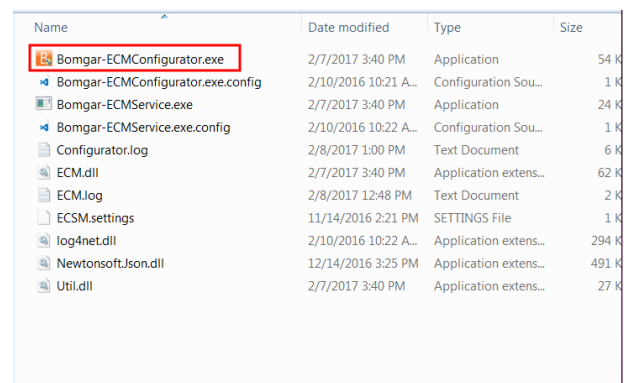 Name Date modified Type Size
Bomgar-ECMConfigurator.exe 2/7/2017 3:40 PM Application 54 K
Bomgar-ECMConfigurator.exe.config 2/10/2016 10:21 A... Configuration Sou... 1 K
Bomgar-ECMService.exe 2/7/2017 3:40 PM Application 24 K
Bomgar-ECMService.exe.config 2/10/2016 10:22 A... Configuration Sou... 1 K
Configurator.log 2/8/2017 1:00 PM Text Document 6 K
ECM.dll 2/7/2017 3:40 PM Application extens... 62 K
ECM.log 2/8/2017 12:48 PM Text Document 2 K
ECSM.settings 11/14/2016 2:21 PM SETTINGS File 1 K
log4net.dll 2/10/2016 10:22 A... Application extens... 294 K
Newtonsoft.Json.dll 12/14/2016 3:25 PM Application extens... 491 K
Util.dll 2/7/2017 3:40 PM Application extens... 27 K